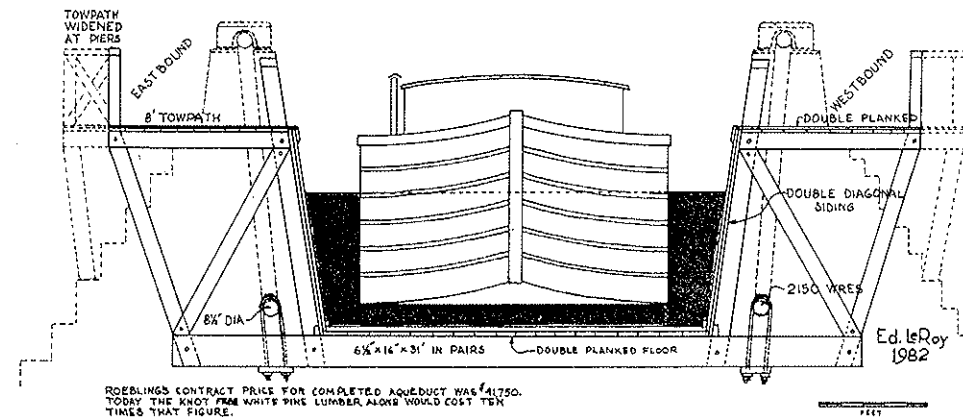 TOWPATH
WIDENED
AT PIERS
EASTBOUND
WESTBOUND
8' TOWPATH
DOUBLE PLANKED
DOUBLE DIAGONAL
SIDING
8½" DIA
2150 WIRES
6½" × 16" × 31' IN PAIRS
DOUBLE PLANKED FLOOR
Ed. LeRoy
1982
ROEBLINGS CONTRACT PRICE FOR COMPLETED AQUEDUCT WAS $41,750.
TODAY THE KNOT FREE WHITE PINE LUMBER ALONE WOULD COST TEN
TIMES THAT FIGURE.
FEET